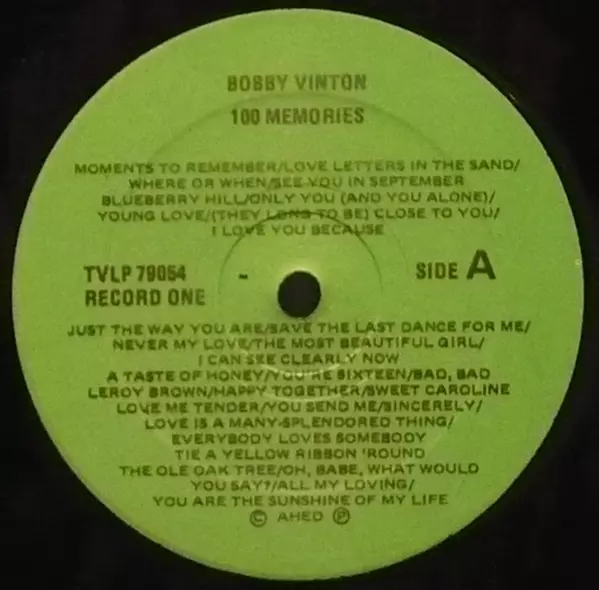 BOBBY VINTON
100 MEMORIES
MOMENTS TO REMEMBER/LOVE LETTERS IN THE SAND/
WHERE OR WHEN/SEE YOU IN SEPTEMBER
BLUEBERRY HILL/ONLY YOU (AND YOU ALONE)/
YOUNG LOVE/(THEY LONG TO BE) CLOSE TO YOU/
I LOVE YOU BECAUSE
TVLP 79054 - SIDE A
RECORD ONE
JUST THE WAY YOU ARE/SAVE THE LAST DANCE FOR ME/
NEVER MY LOVE/THE MOST BEAUTIFUL GIRL/
I CAN SEE CLEARLY NOW
A TASTE OF HONEY/YOU'RE SIXTEEN/BAD, BAD
LEROY BROWN/HAPPY TOGETHER/SWEET CAROLINE
LOVE ME TENDER/YOU SEND ME/SINCERELY/
LOVE IS A MANY-SPLENDORED THING/
EVERYBODY LOVES SOMEBODY
TIE A YELLOW RIBBON 'ROUND
THE OLE OAK TREE/OH, BABE, WHAT WOULD
YOU SAY?/ALL MY LOVING/
YOU ARE THE SUNSHINE OF MY LIFE
© AHED ℗